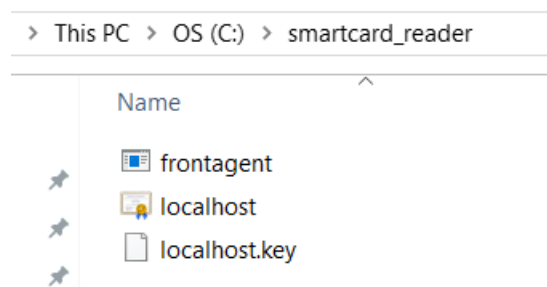 > This PC > OS (C:) > smartcard_reader
Name
frontagent
localhost
localhost.key